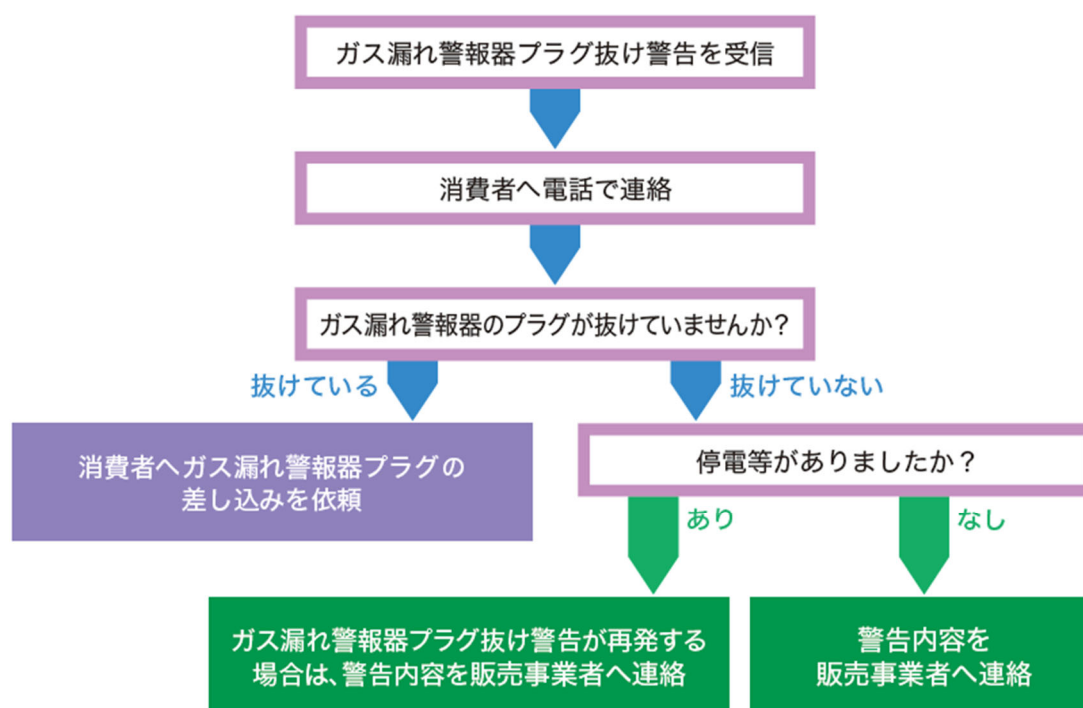 ガス漏れ警報器プラグ抜け警告を受信
消費者へ電話で連絡
ガス漏れ警報器のプラグが抜けていませんか？
抜けている
抜けていない
消費者へガス漏れ警報器プラグの
差し込みを依頼
停電等がありましたか？
あり
なし
ガス漏れ警報器プラグ抜け警告が再発する
場合は、警告内容を販売事業者へ連絡
警告内容を
販売事業者へ連絡